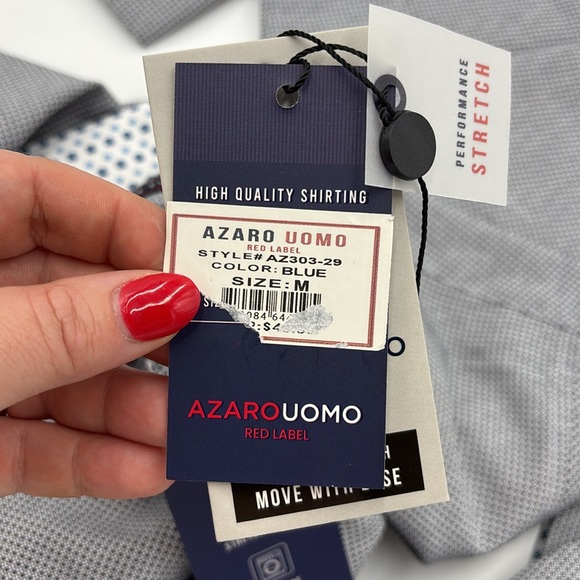 PERFORMANCE
STRETCH
HIGH QUALITY SHIRTING
AZARO UOMO
RED LABEL
STYLE# AZ303-29
COLOR: BLUE
SIZE: M
AZAROUOMO
RED LABEL
MOVE WITH